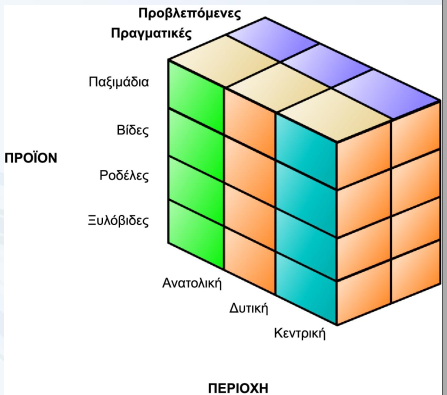 Προβλεπόμενες
Πραγματικές
Παξιμάδια
Βίδες
ΠΡΟΪΟΝ
Ροδέλες
Ξυλόβιδες
Ανατολική
Δυτική
Κεντρική
ΠΕΡΙΟΧΗ